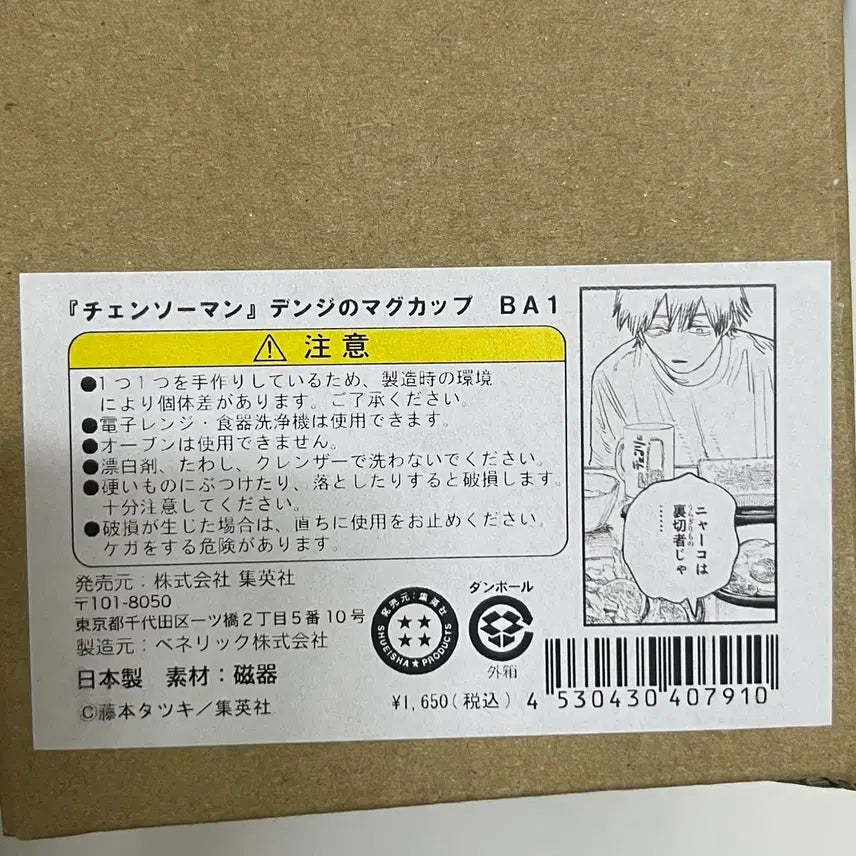 『チェンソーマン』デンジのマグカップ BA1
⚠ 注意
●1つ1つを手作りしているため、製造時の環境
により個体差があります。ご了承ください。
●電子レンジ・食器洗浄機は使用できます。
●オーブンは使用できません。
●漂白剤、たわし、クレンザーで洗わないでください。
●硬いものにぶつけたり、落としたりすると破損します。
十分注意してください。
●破損が生じた場合は、直ちに使用をお止めください。
ケガをする危険があります。
発売元：株式会社 集英社
〒101-8050
東京都千代田区一ツ橋2丁目5番10号
製造元：ベネリック株式会社
日本製 素材：磁器
©藤本タツキ／集英社
発売元：集英社
SHUEISHA★PRODUCTS
ダンボール
外箱
¥1,650(税込)
4 530430 407910
デンジの
ニャーコは
裏切者じゃ
……